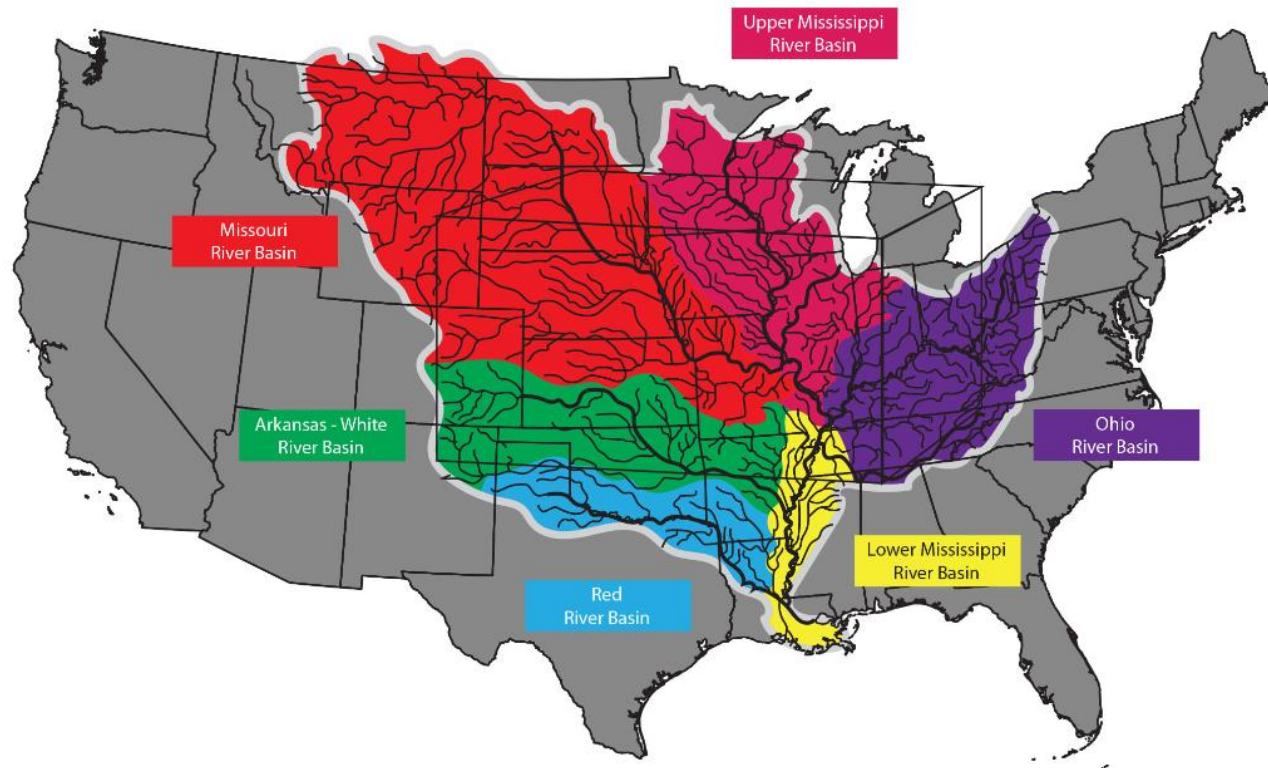 Upper Mississippi
River Basin
Missouri
River Basin
Arkansas - White
River Basin
Ohio
River Basin
Lower Mississippi
River Basin
Red
River Basin